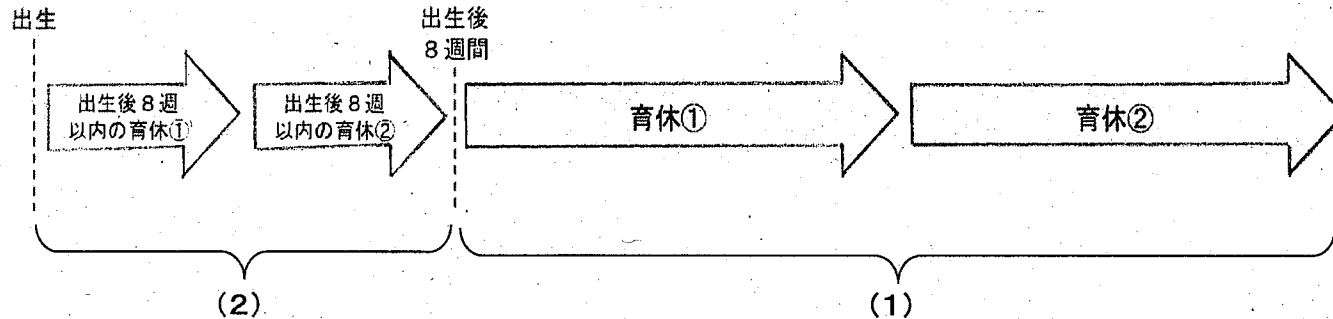 出生
出生後
8週間
出生後8週
以内の育休①
出生後8週
以内の育休②
育休①
育休②
(2)
(1)